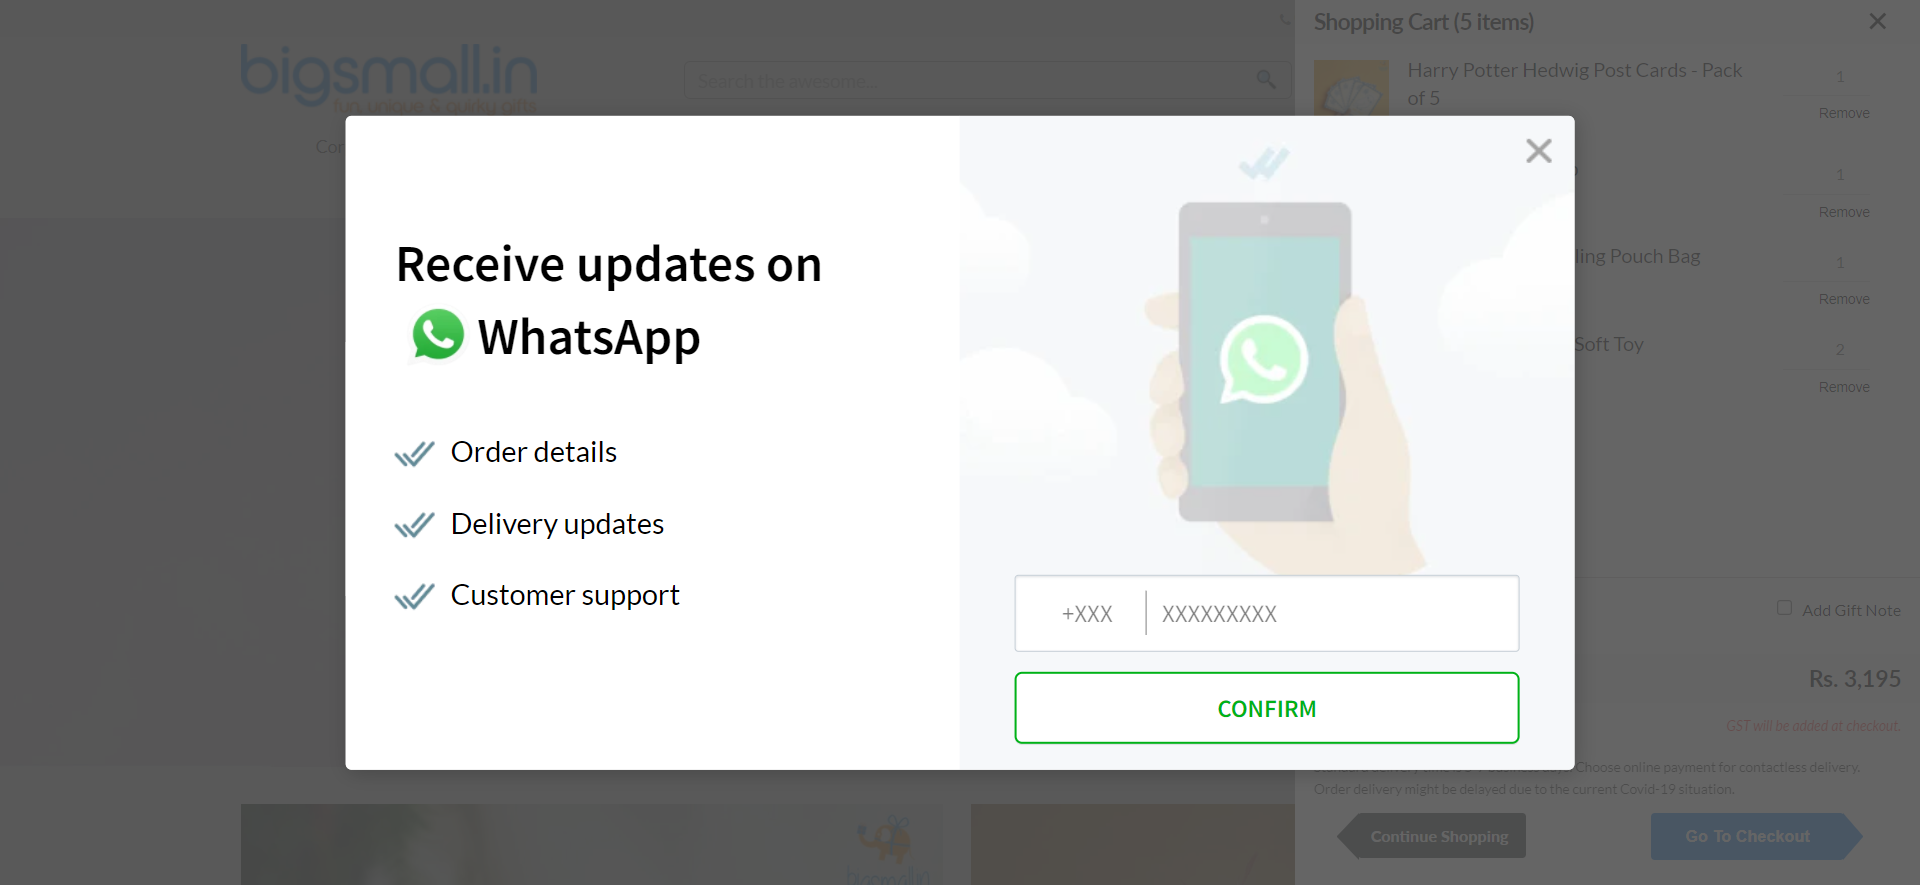 Shopping Cart (5 items)
bigsmall.in
fun, unique & quirky gifts
Search the awesome...
Harry Potter Hedwig Post Cards - Pack
of 5
1
Remove
1
Remove
ling Pouch Bag
1
Remove
Soft Toy
2
Remove
Receive updates on
WhatsApp
Order details
Delivery updates
Customer support
+XXX
XXXXXXXXX
CONFIRM
Add Gift Note
Rs. 3,195
GST will be added at checkout.
Choose online payment for contactless delivery.
Order delivery might be delayed due to the current Covid-19 situation.
Continue Shopping
Go To Checkout
bigsmall.in